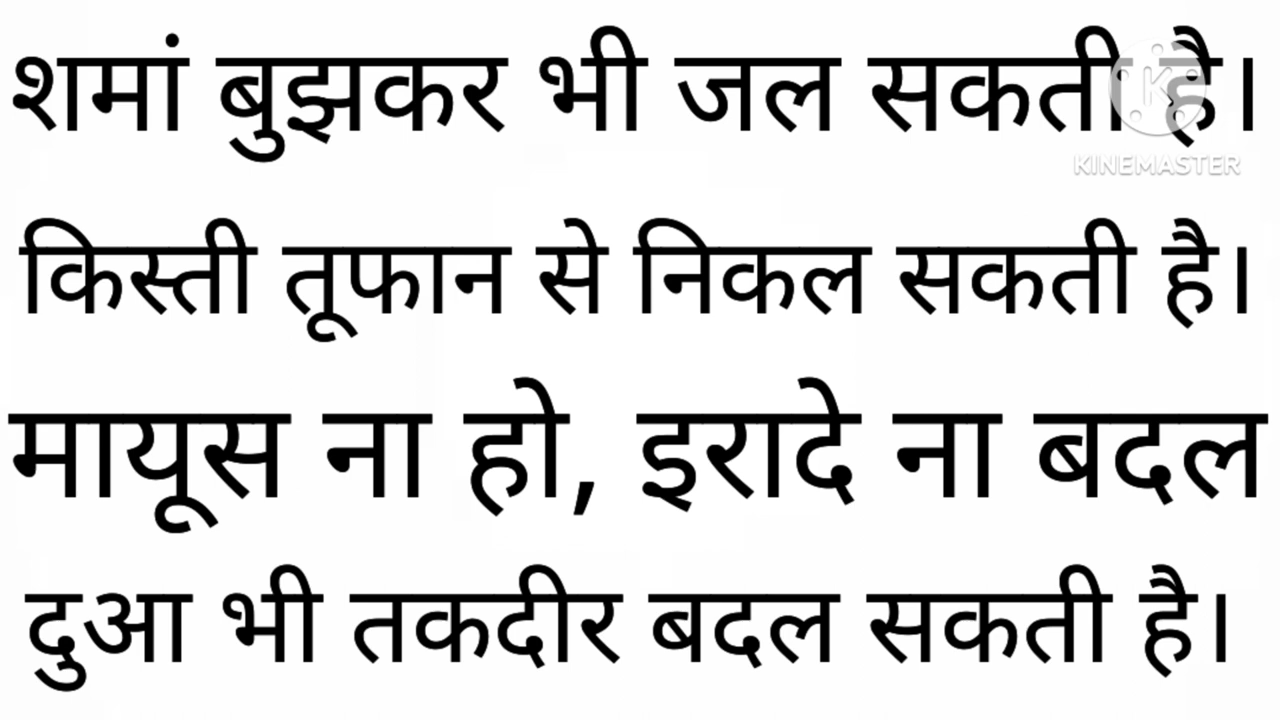 शमां बुझकर भी जल सकती है।
KINEMASTER
किस्ती तूफान से निकल सकती है।
मायूस ना हो, इरादे ना बदल
दुआ भी तकदीर बदल सकती है।